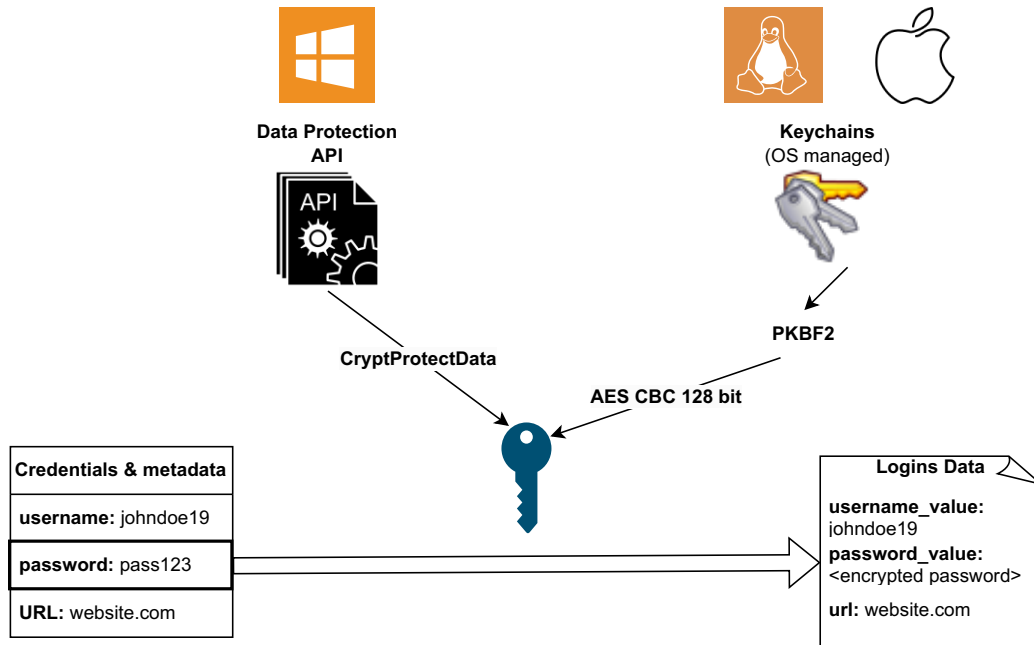 Data Protection
API
Keychains
(OS managed)
API
PKBF2
CryptProtectData
AES CBC 128 bit
Credentials & metadata
username: johndoe19
password: pass123
URL: website.com
Logins Data
username_value:
johndoe19
password_value:
<encrypted password>
url: website.com